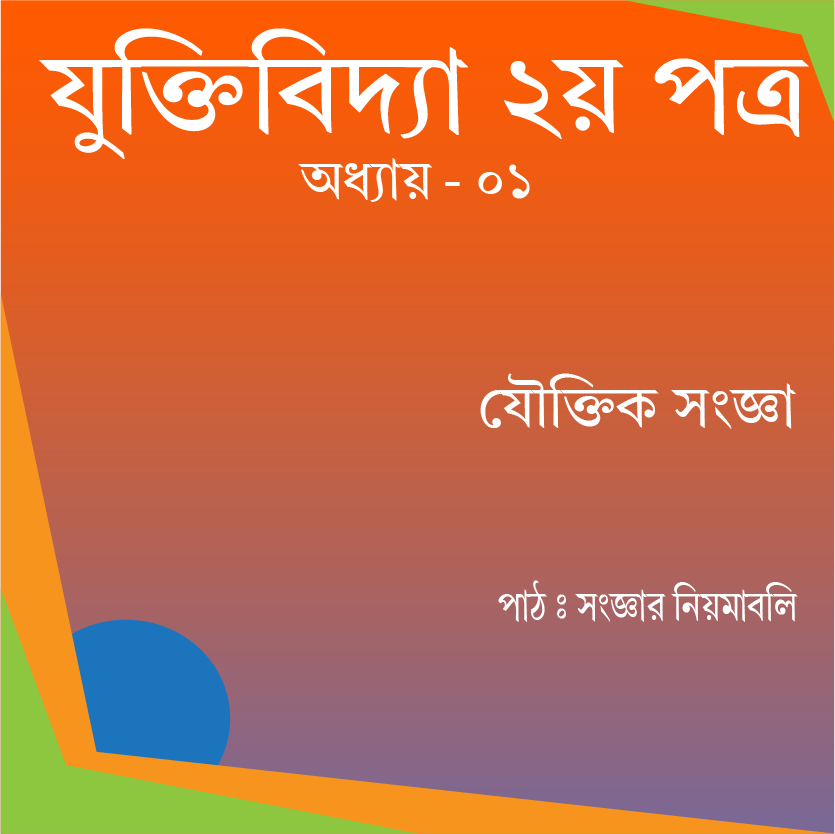 যুক্তিবিদ্যা ২য় পত্র
অধ্যায় - ০১
যৌক্তিক সংজ্ঞা
পাঠ ঃ সংজ্ঞার নিয়মাবলি